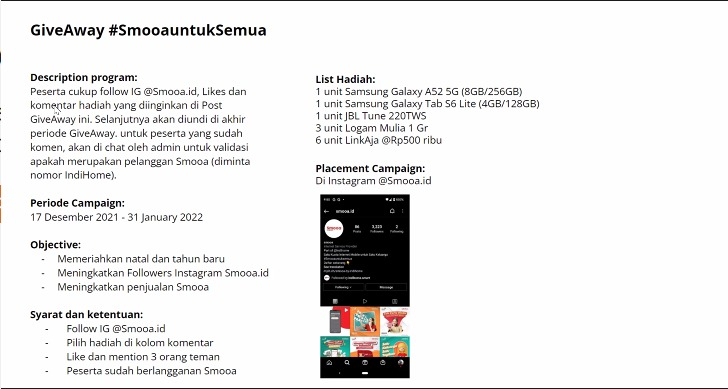 GiveAway #SmooauntukSemua
Description program:
Peserta cukup follow IG @Smooa.id, Likes dan
komentar hadiah yang diinginkan di Post
GiveAway ini. Selanjutnya akan diundi di akhir
periode GiveAway. untuk peserta yang sudah
komen, akan di chat oleh admin untuk validasi
apakah merupakan pelanggan Smooa (diminta
nomor IndiHome).
Periode Campaign:
17 Desember 2021 - 31 January 2022
Objective:
- Memeriahkan natal dan tahun baru
- Meningkatkan Followers Instagram Smooa.id
- Meningkatkan penjualan Smooa
Syarat dan ketentuan:
- Follow IG @Smooa.id
- Pilih hadiah di kolom komentar
- Like dan mention 3 orang teman
- Peserta sudah berlangganan Smooa
List Hadiah:
1 unit Samsung Galaxy A52 5G (8GB/256GB)
1 unit Samsung Galaxy Tab S6 Lite (4GB/128GB)
1 unit JBL Tune 220TWS
3 unit Logam Mulia 1 Gr
6 unit LinkAja @Rp500 ribu
Placement Campaign:
Di Instagram @Smooa.id
smooa.id
86 3,223 2
Posts Followers Following
Following Message